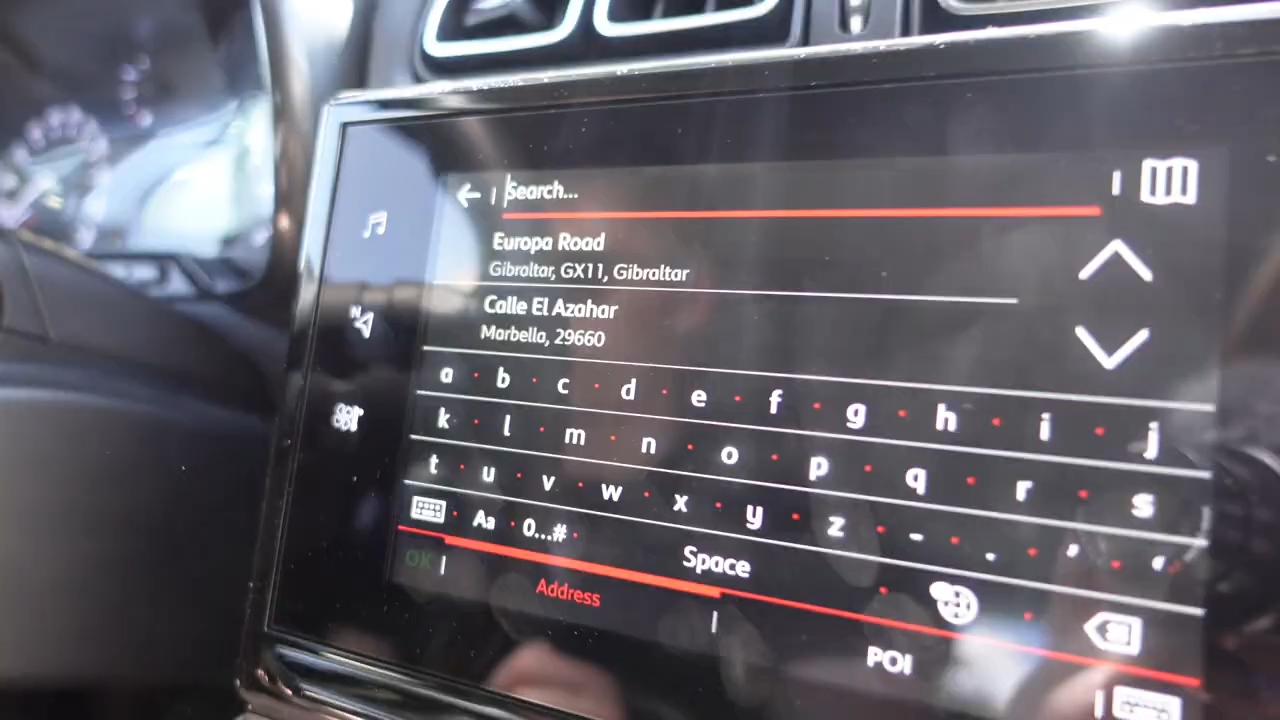 Search...
Europa Road
Gibraltar, GX11, Gibraltar
Calle El Azahar
Marbella, 29660
a · b · c · d · e · f · g · h · i · j
k · l · m · n · o · p · q · r · s
t · u · v · w · x · y · z · - · . · ' ·
Aa · 0...# · Space
OK
Address
POI
N